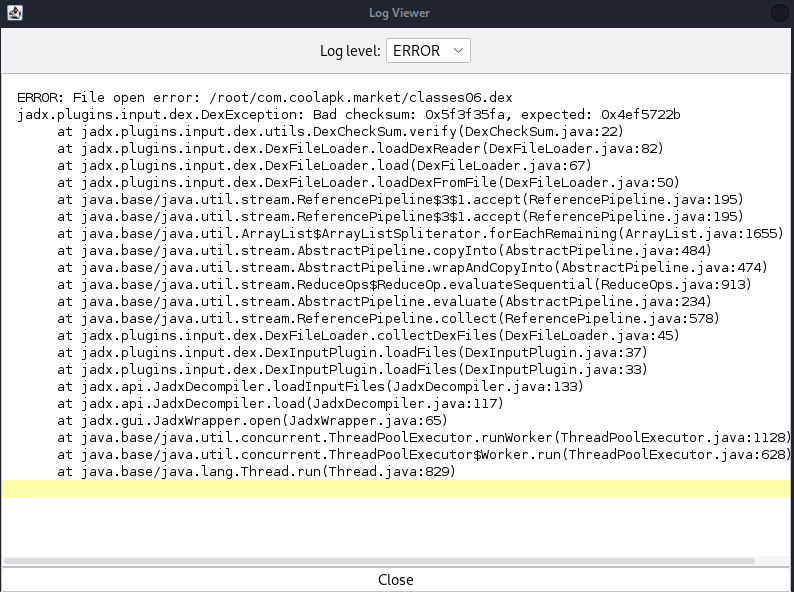 Log Viewer
Log level: ERROR
ERROR: File open error: /root/com.coolapk.market/classes06.dex
jadx.plugins.input.dex.DexException: Bad checksum: 0x5f3f35fa, expected: 0x4ef5722b
at jadx.plugins.input.dex.utils.DexCheckSum.verify(DexCheckSum.java:22)
at jadx.plugins.input.dex.DexFileLoader.loadDexReader(DexFileLoader.java:82)
at jadx.plugins.input.dex.DexFileLoader.load(DexFileLoader.java:67)
at jadx.plugins.input.dex.DexFileLoader.loadDexFromFile(DexFileLoader.java:50)
at java.base/java.util.stream.ReferencePipeline$3$1.accept(ReferencePipeline.java:195)
at java.base/java.util.stream.ReferencePipeline$3$1.accept(ReferencePipeline.java:195)
at java.base/java.util.ArrayList$ArrayListSpliterator.forEachRemaining(ArrayList.java:1655)
at java.base/java.util.stream.AbstractPipeline.copyInto(AbstractPipeline.java:484)
at java.base/java.util.stream.AbstractPipeline.wrapAndCopyInto(AbstractPipeline.java:474)
at java.base/java.util.stream.ReduceOps$ReduceOp.evaluateSequential(ReduceOps.java:913)
at java.base/java.util.stream.AbstractPipeline.evaluate(AbstractPipeline.java:234)
at java.base/java.util.stream.ReferencePipeline.collect(ReferencePipeline.java:578)
at jadx.plugins.input.dex.DexFileLoader.collectDexFiles(DexFileLoader.java:45)
at jadx.plugins.input.dex.DexInputPlugin.loadFiles(DexInputPlugin.java:37)
at jadx.plugins.input.dex.DexInputPlugin.loadFiles(DexInputPlugin.java:33)
at jadx.api.JadxDecompiler.loadInputFiles(JadxDecompiler.java:133)
at jadx.api.JadxDecompiler.load(JadxDecompiler.java:117)
at jadx.gui.JadxWrapper.open(JadxWrapper.java:65)
at java.base/java.util.concurrent.ThreadPoolExecutor.runWorker(ThreadPoolExecutor.java:1128)
at java.base/java.util.concurrent.ThreadPoolExecutor$Worker.run(ThreadPoolExecutor.java:628)
at java.base/java.lang.Thread.run(Thread.java:829)
Close